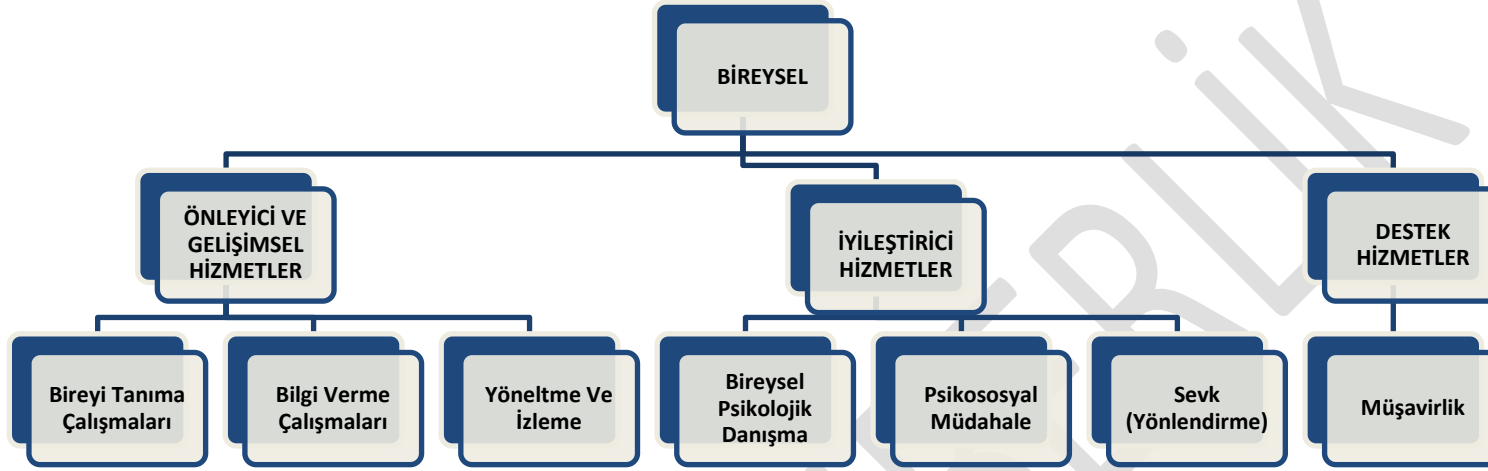 BİREYSEL
ÖNLEYİCİ VE
GELİŞİMSEL
HİZMETLER
İYİLEŞTİRİCİ
HİZMETLER
DESTEK
HİZMETLER
Bireyi Tanıma
Çalışmaları
Bilgi Verme
Çalışmaları
Yöneltme Ve
İzleme
Bireysel
Psikolojik
Danışma
Psikososyal
Müdahale
Sevk
(Yönlendirme)
Müşavirlik